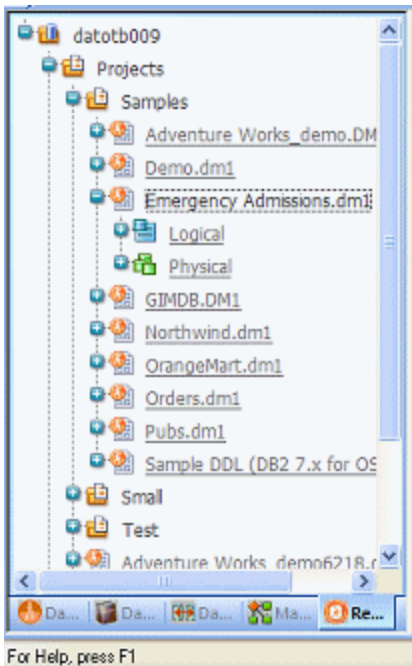 datotb009
Projects
Samples
Adventure Works_demo.DM
Demo.dm1
Emergency Admissions.dm1
Logical
Physical
GIMDB.DM1
Northwind.dm1
OrangeMart.dm1
Orders.dm1
Pubs.dm1
Sample DDL (DB2 7.x for OS
Small
Test
Adventure Works_demo6218.
Da... Da... Da... Ma... Re...
For Help, press F1